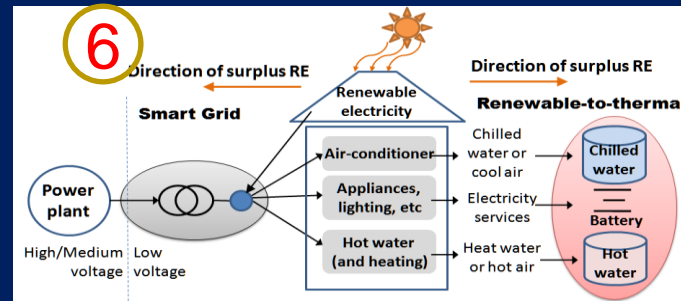 6
Direction of surplus RE
Direction of surplus RE
Renewable
electricity
Renewable-to-therma
Smart Grid
Power
plant
High/Medium
voltage
Low
voltage
Air-conditioner
Appliances,
lighting, etc
Hot water
(and heating)
Chilled
water or
cool air
Electricity
services
Heat water
or hot air
Chilled
water
Battery
Hot
water